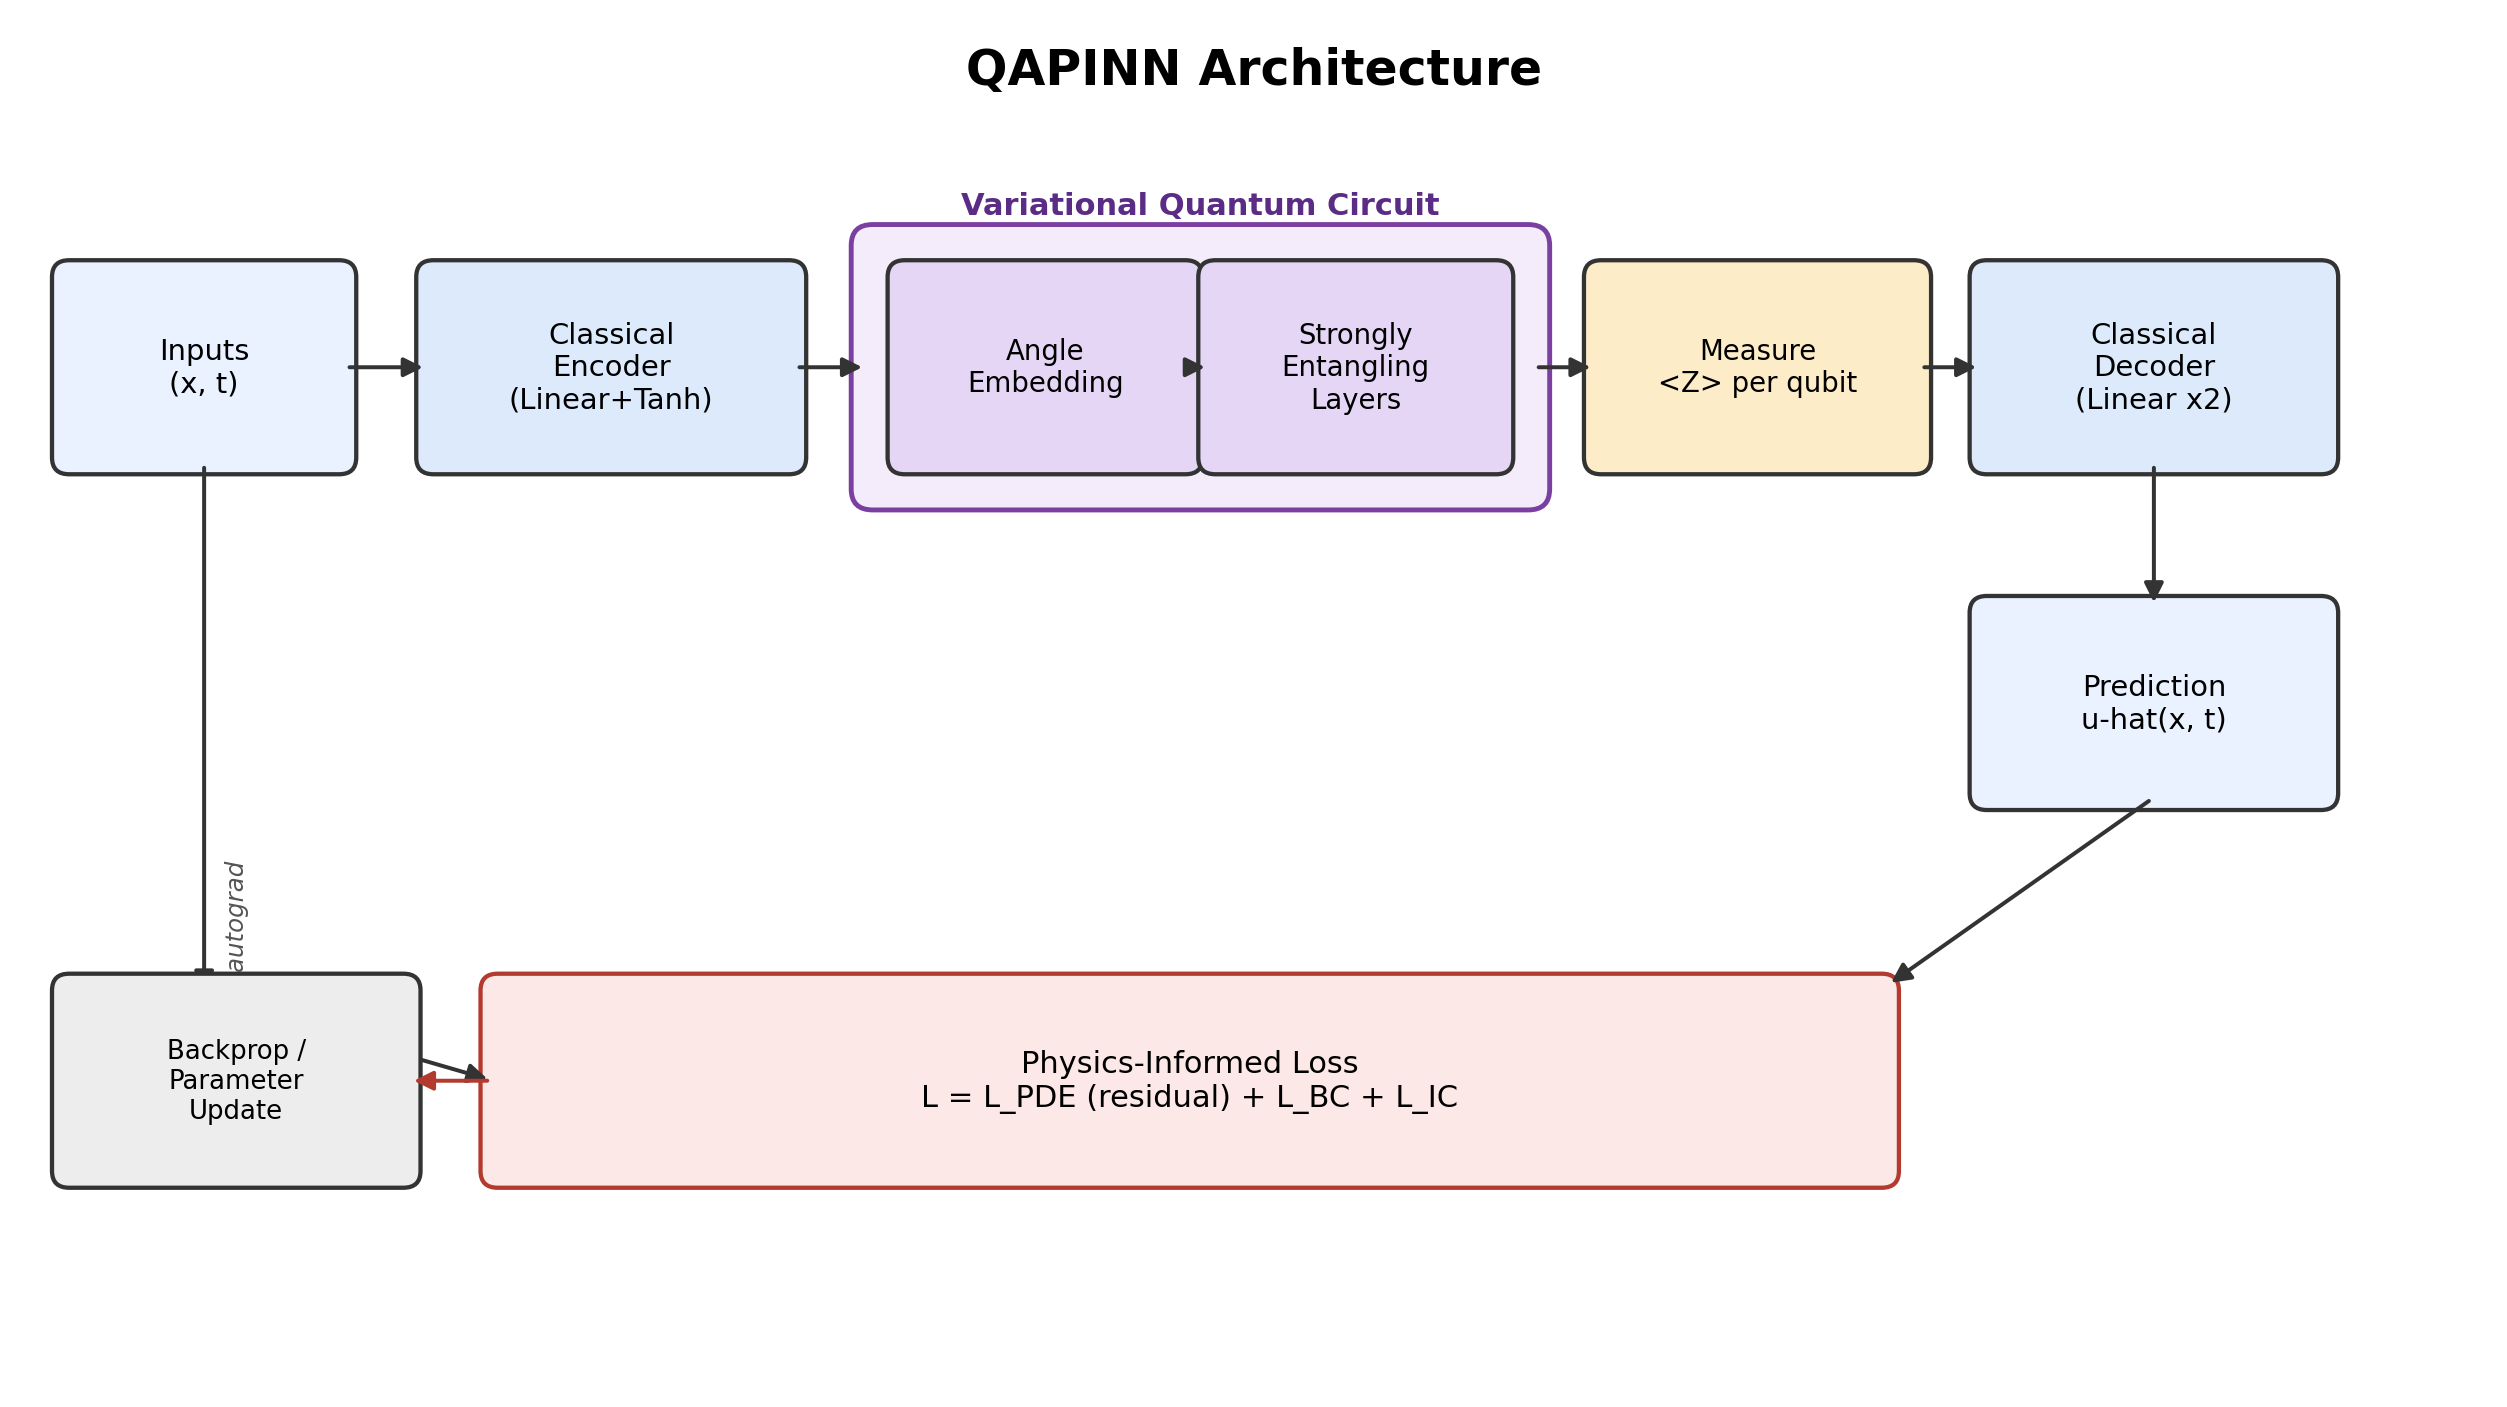 QAPINN Architecture
Variational Quantum Circuit
Inputs
(x, t)
Classical
Encoder
(Linear+Tanh)
Angle
Embedding
Strongly
Entangling
Layers
Measure
<Z> per qubit
Classical
Decoder
(Linear x2)
Prediction
u-hat(x, t)
autograd
Backprop /
Parameter
Update
Physics-Informed Loss
L = L_PDE (residual) + L_BC + L_IC